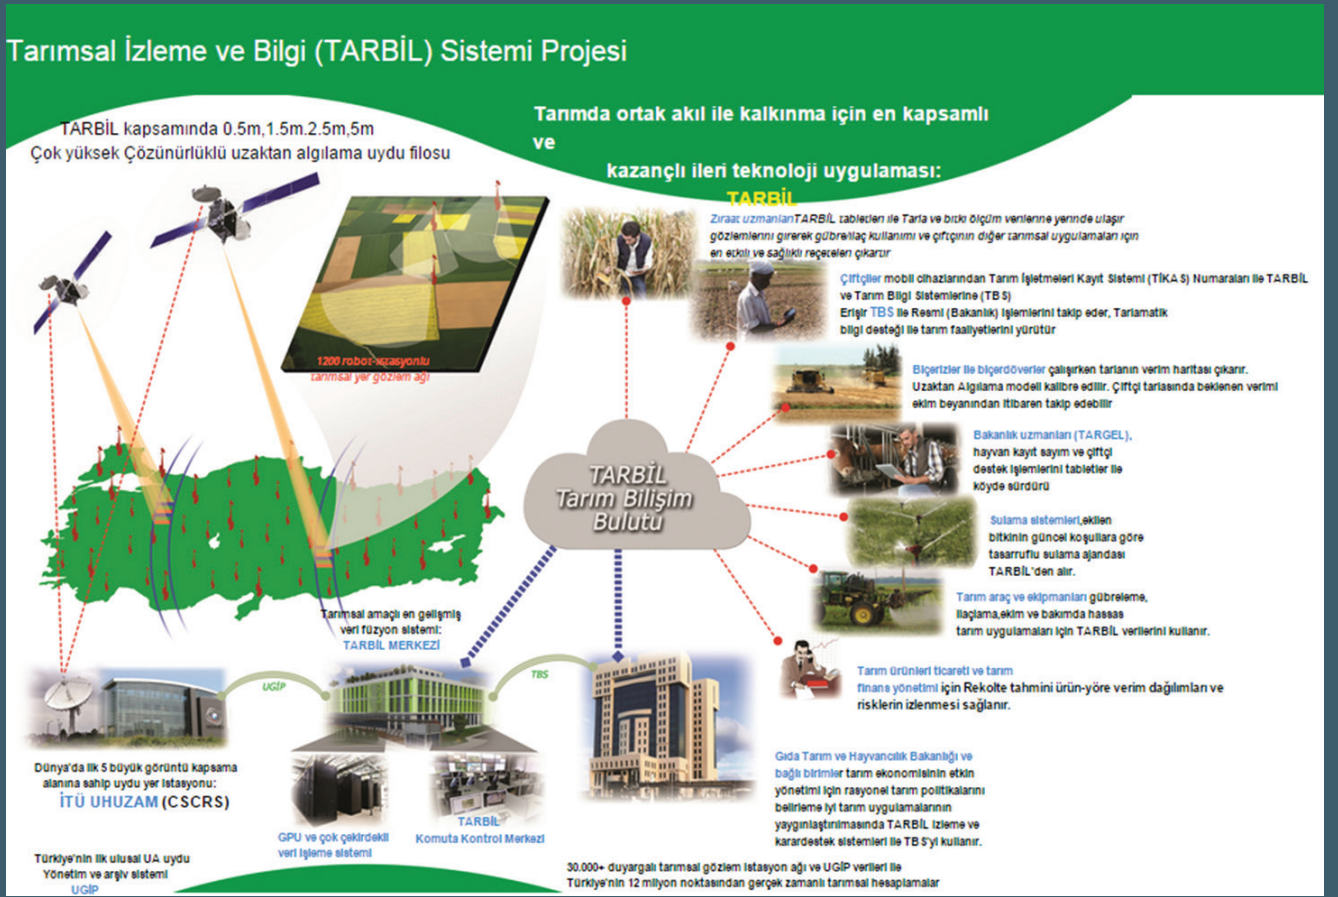 Tarımsal İzleme ve Bilgi (TARBİL) Sistemi Projesi
TARBİL kapsamında 0.5m,1.5m.2.5m,5m
Çok yüksek Çözünürlüklü uzaktan algılama uydu filosu
Tarımda ortak akıl ile kalkınma için en kapsamlı
ve
kazançlı ileri teknoloji uygulaması:
TARBİL
Ziraat uzmanları TARBİL tabletleri ile Tarla ve bitki ölçüm verilerine yerinde ulaşır
gözlemlerini girerek gübre/ilaç kullanımı ve çiftçinin diğer tarımsal uygulamaları için
en etkili ve sağlıklı reçeteleri çıkartır
Çiftçiler mobil cihazlarından Tarım İşletmeleri Kayıt Sistemi (TİKAS) Numaraları ile TARBİL
ve Tarım Bilgi Sistemlerine (TBS)
Erişir TBS ile Resmi (Bakanlık) işlemlerini takip eder, Tarlamatik
bilgi desteği ile tarım faaliyetlerini yürütür
1200 robot-istasyonlu
tarımsal yer gözlem ağı
Biçerizler ile biçerdöverler çalışırken tarlanın verim haritası çıkarır.
Uzaktan Algılama modeli kalibre edilir. Çiftçi tarlasında beklenen verimi
ekim beyanından itibaren takip edebilir
Bakanlık uzmanları (TARGEL),
hayvan kayıt sayım ve çiftçi
destek işlemlerini tabletler ile
köyde sürdürü
TARBİL
Tarım Bilişim
Bulutu
Sulama sistemleri,ekilen
bitkinin güncel koşullara göre
tasarruflu sulama ajandası
TARBİL'den alır.
Tarım araç ve ekipmanları gübreleme,
ilaçlama,ekim ve bakımda hassas
tarım uygulamaları için TARBİL verilerini kullanır.
Tarımsal amaçlı en gelişmiş
veri füzyon sistemi:
TARBİL MERKEZİ
UGİP
TBS
Tarım ürünleri ticareti ve tarım
finans yönetimi için Rekolte tahmini ürün-yöre verim dağılımları ve
risklerin izlenmesi sağlanır.
Dünya'da ilk 5 büyük görüntü kapsama
alanına sahip uydu yer istasyonu:
İTÜ UHUZAM (CSCRS)
GPU ve çok çekirdekli
veri işleme sistemi
TARBİL
Komuta Kontrol Merkezi
Gıda Tarım ve Hayvancılık Bakanlığı ve
bağlı birimler tarım ekonomisinin etkin
yönetimi için rasyonel tarım politikalarını
belirleme iyi tarım uygulamalarının
yaygınlaştırılmasında TARBİL izleme ve
karardestek sistemleri ile TBS'yi kullanır.
Türkiye'nin ilk ulusal UA uydu
Yönetim ve arşiv sistemi
UGİP
30.000+ duyargalı tarımsal gözlem istasyon ağı ve UGİP verileri ile
Türkiye'nin 12 milyon noktasından gerçek zamanlı tarımsal hesaplamalar